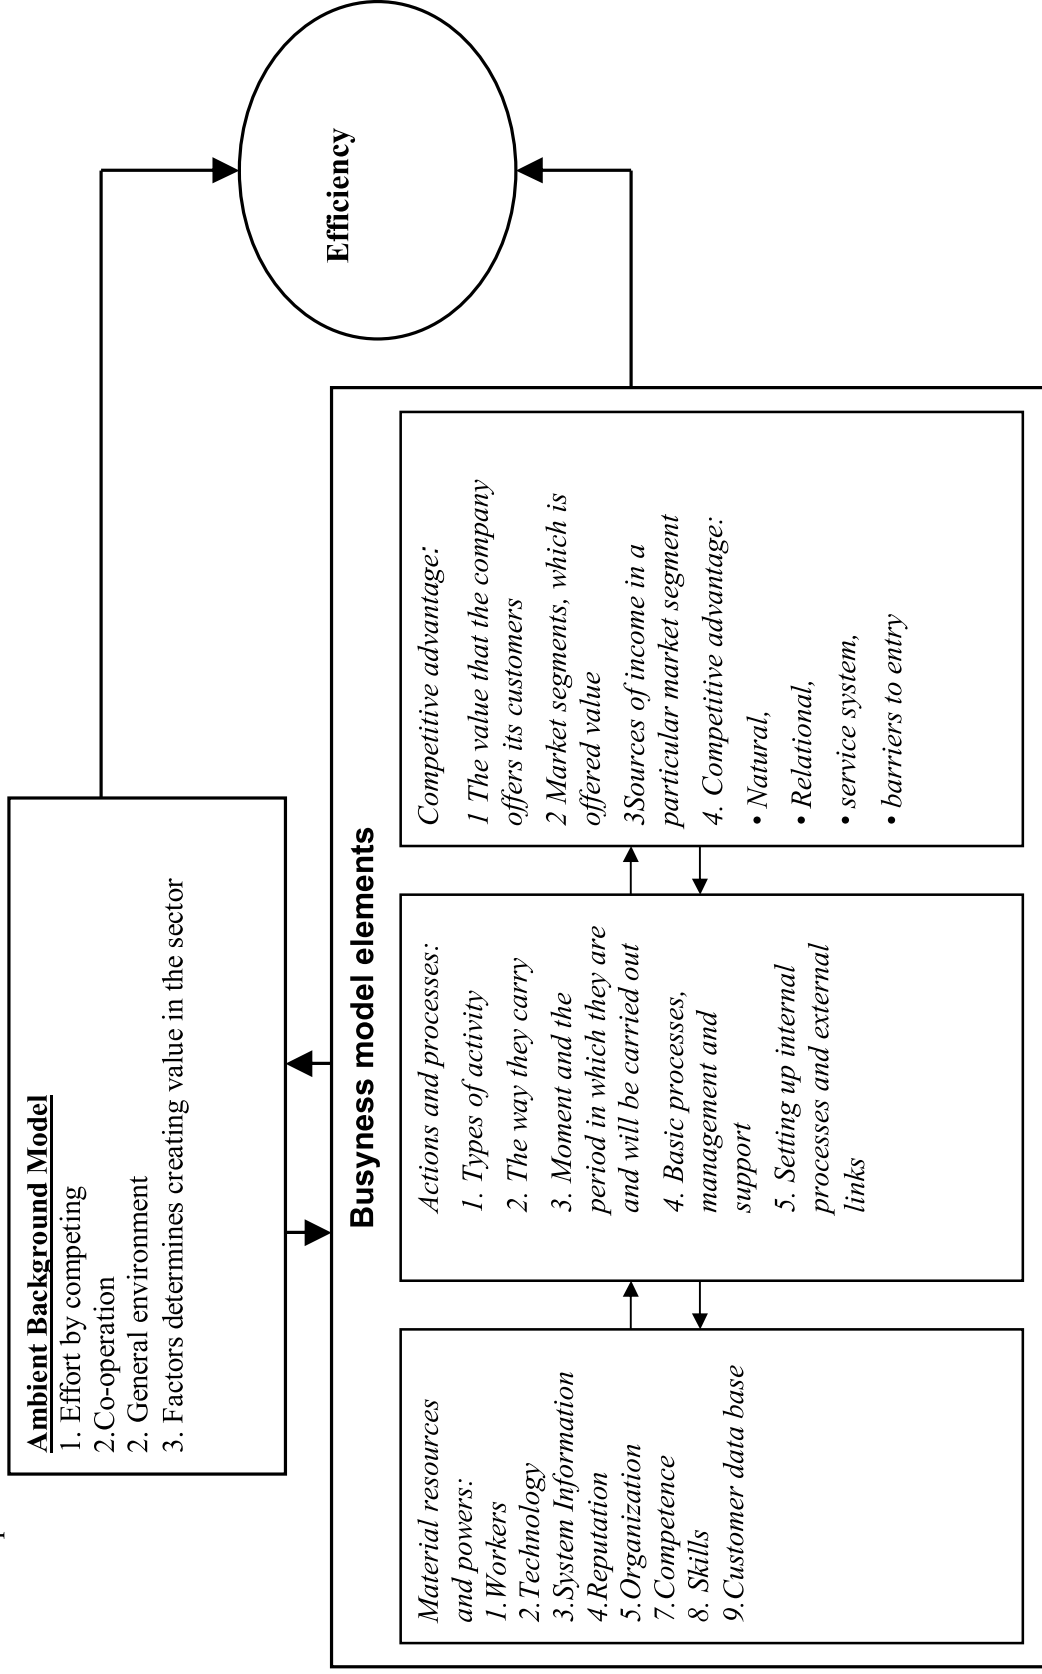 Ambient Background Model
1. Effort by competing
2.Co-operation
2. General environment
3. Factors determines creating value in the sector
Efficiency
Busyness model elements
Material resources
and powers:
1.Workers
2.Technology
3.System Information
4.Reputation
5.Organization
7.Competence
8. Skills
9.Customer data base
Actions and processes:
1. Types of activity
2. The way they carry
3. Moment and the
period in which they are
and will be carried out
4. Basic processes,
management and
support
5. Setting up internal
processes and external
links
Competitive advantage:
1 The value that the company
offers its customers
2 Market segments, which is
offered value
3Sources of income in a
particular market segment
4. Competitive advantage:
• Natural,
• Relational,
• service system,
• barriers to entry